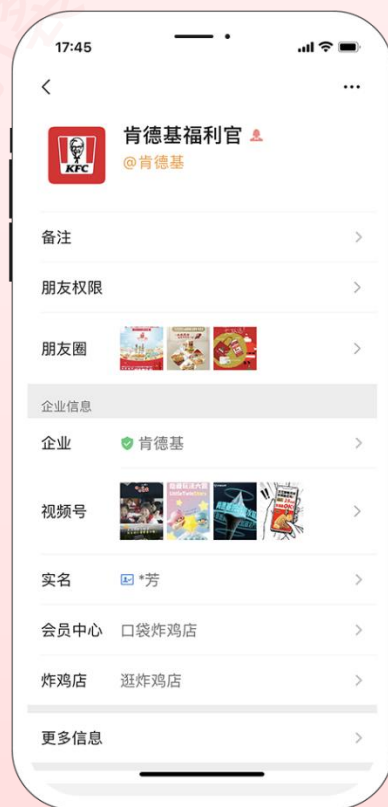 17:45
肯德基福利官
@肯德基
KFC
备注
朋友权限
朋友圈
企业信息
企业 肯德基
视频号
实名 *芳
会员中心 口袋炸鸡店
炸鸡店 逛炸鸡店
更多信息